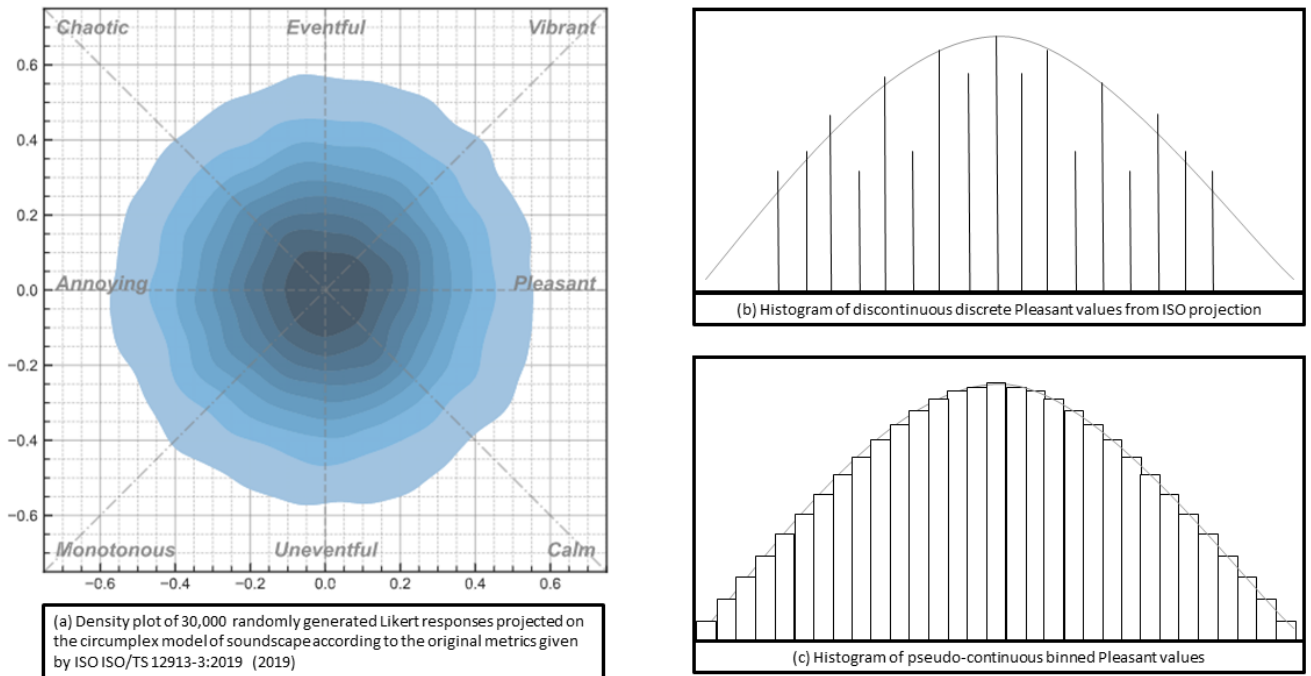 Chaotic
Eventful
Vibrant
0.6
0.4
0.2
Annoying
Pleasant
0.0
−0.2
−0.4
−0.6
Monotonous
Uneventful
Calm
−0.6
−0.4
−0.2
0.0
0.2
0.4
0.6
(a) Density plot of 30,000 randomly generated Likert responses projected on
the circumplex model of soundscape according to the original metrics given
by ISO ISO/TS 12913-3:2019 (2019)
(b) Histogram of discontinuous discrete Pleasant values from ISO projection
(c) Histogram of pseudo-continuous binned Pleasant values